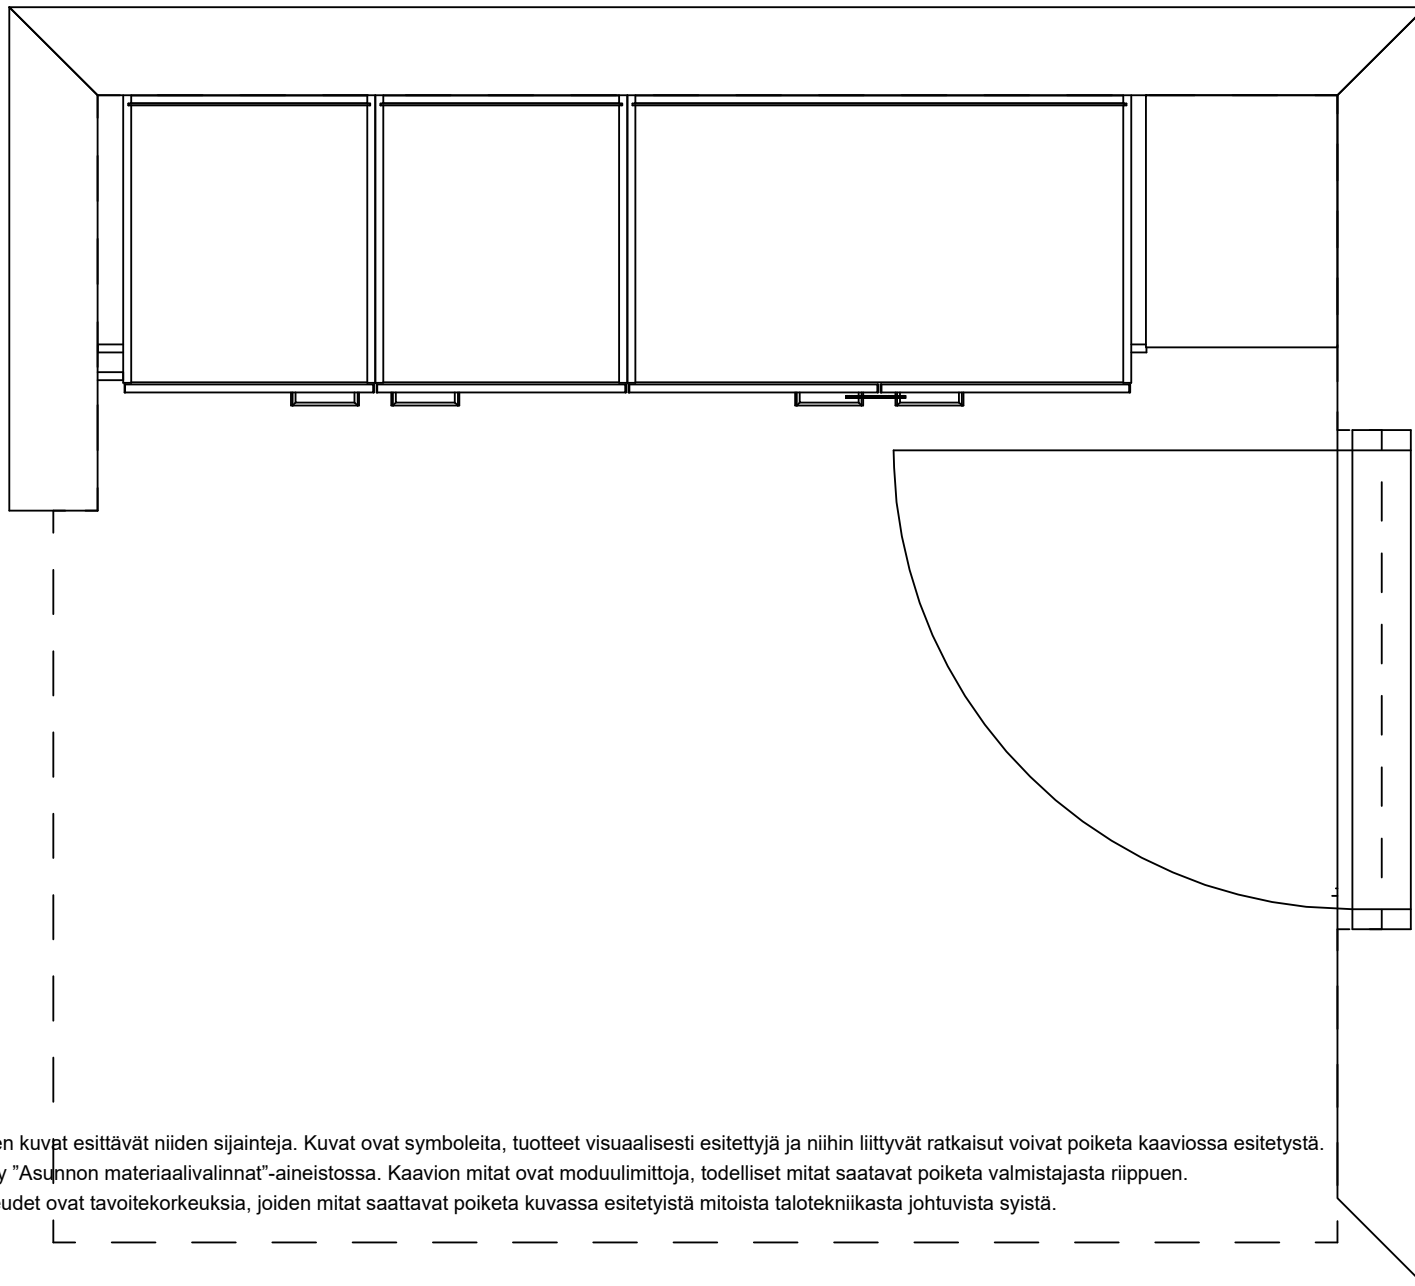 en kuvat esittävät niiden sijainteja. Kuvat ovat symboleita, tuotteet visuaalisesti esitettyjä ja niihin liittyvät ratkaisut voivat poiketa kaaviossa esitetystä.
y ”Asunnon materiaalivalinnat”-aineistossa. Kaavion mitat ovat moduulimittoja, todelliset mitat saatavat poiketa valmistajasta riippuen.
eudet ovat tavoitekorkeuksia, joiden mitat saattavat poiketa kuvassa esitetyistä mitoista talotekniikasta johtuvista syistä.